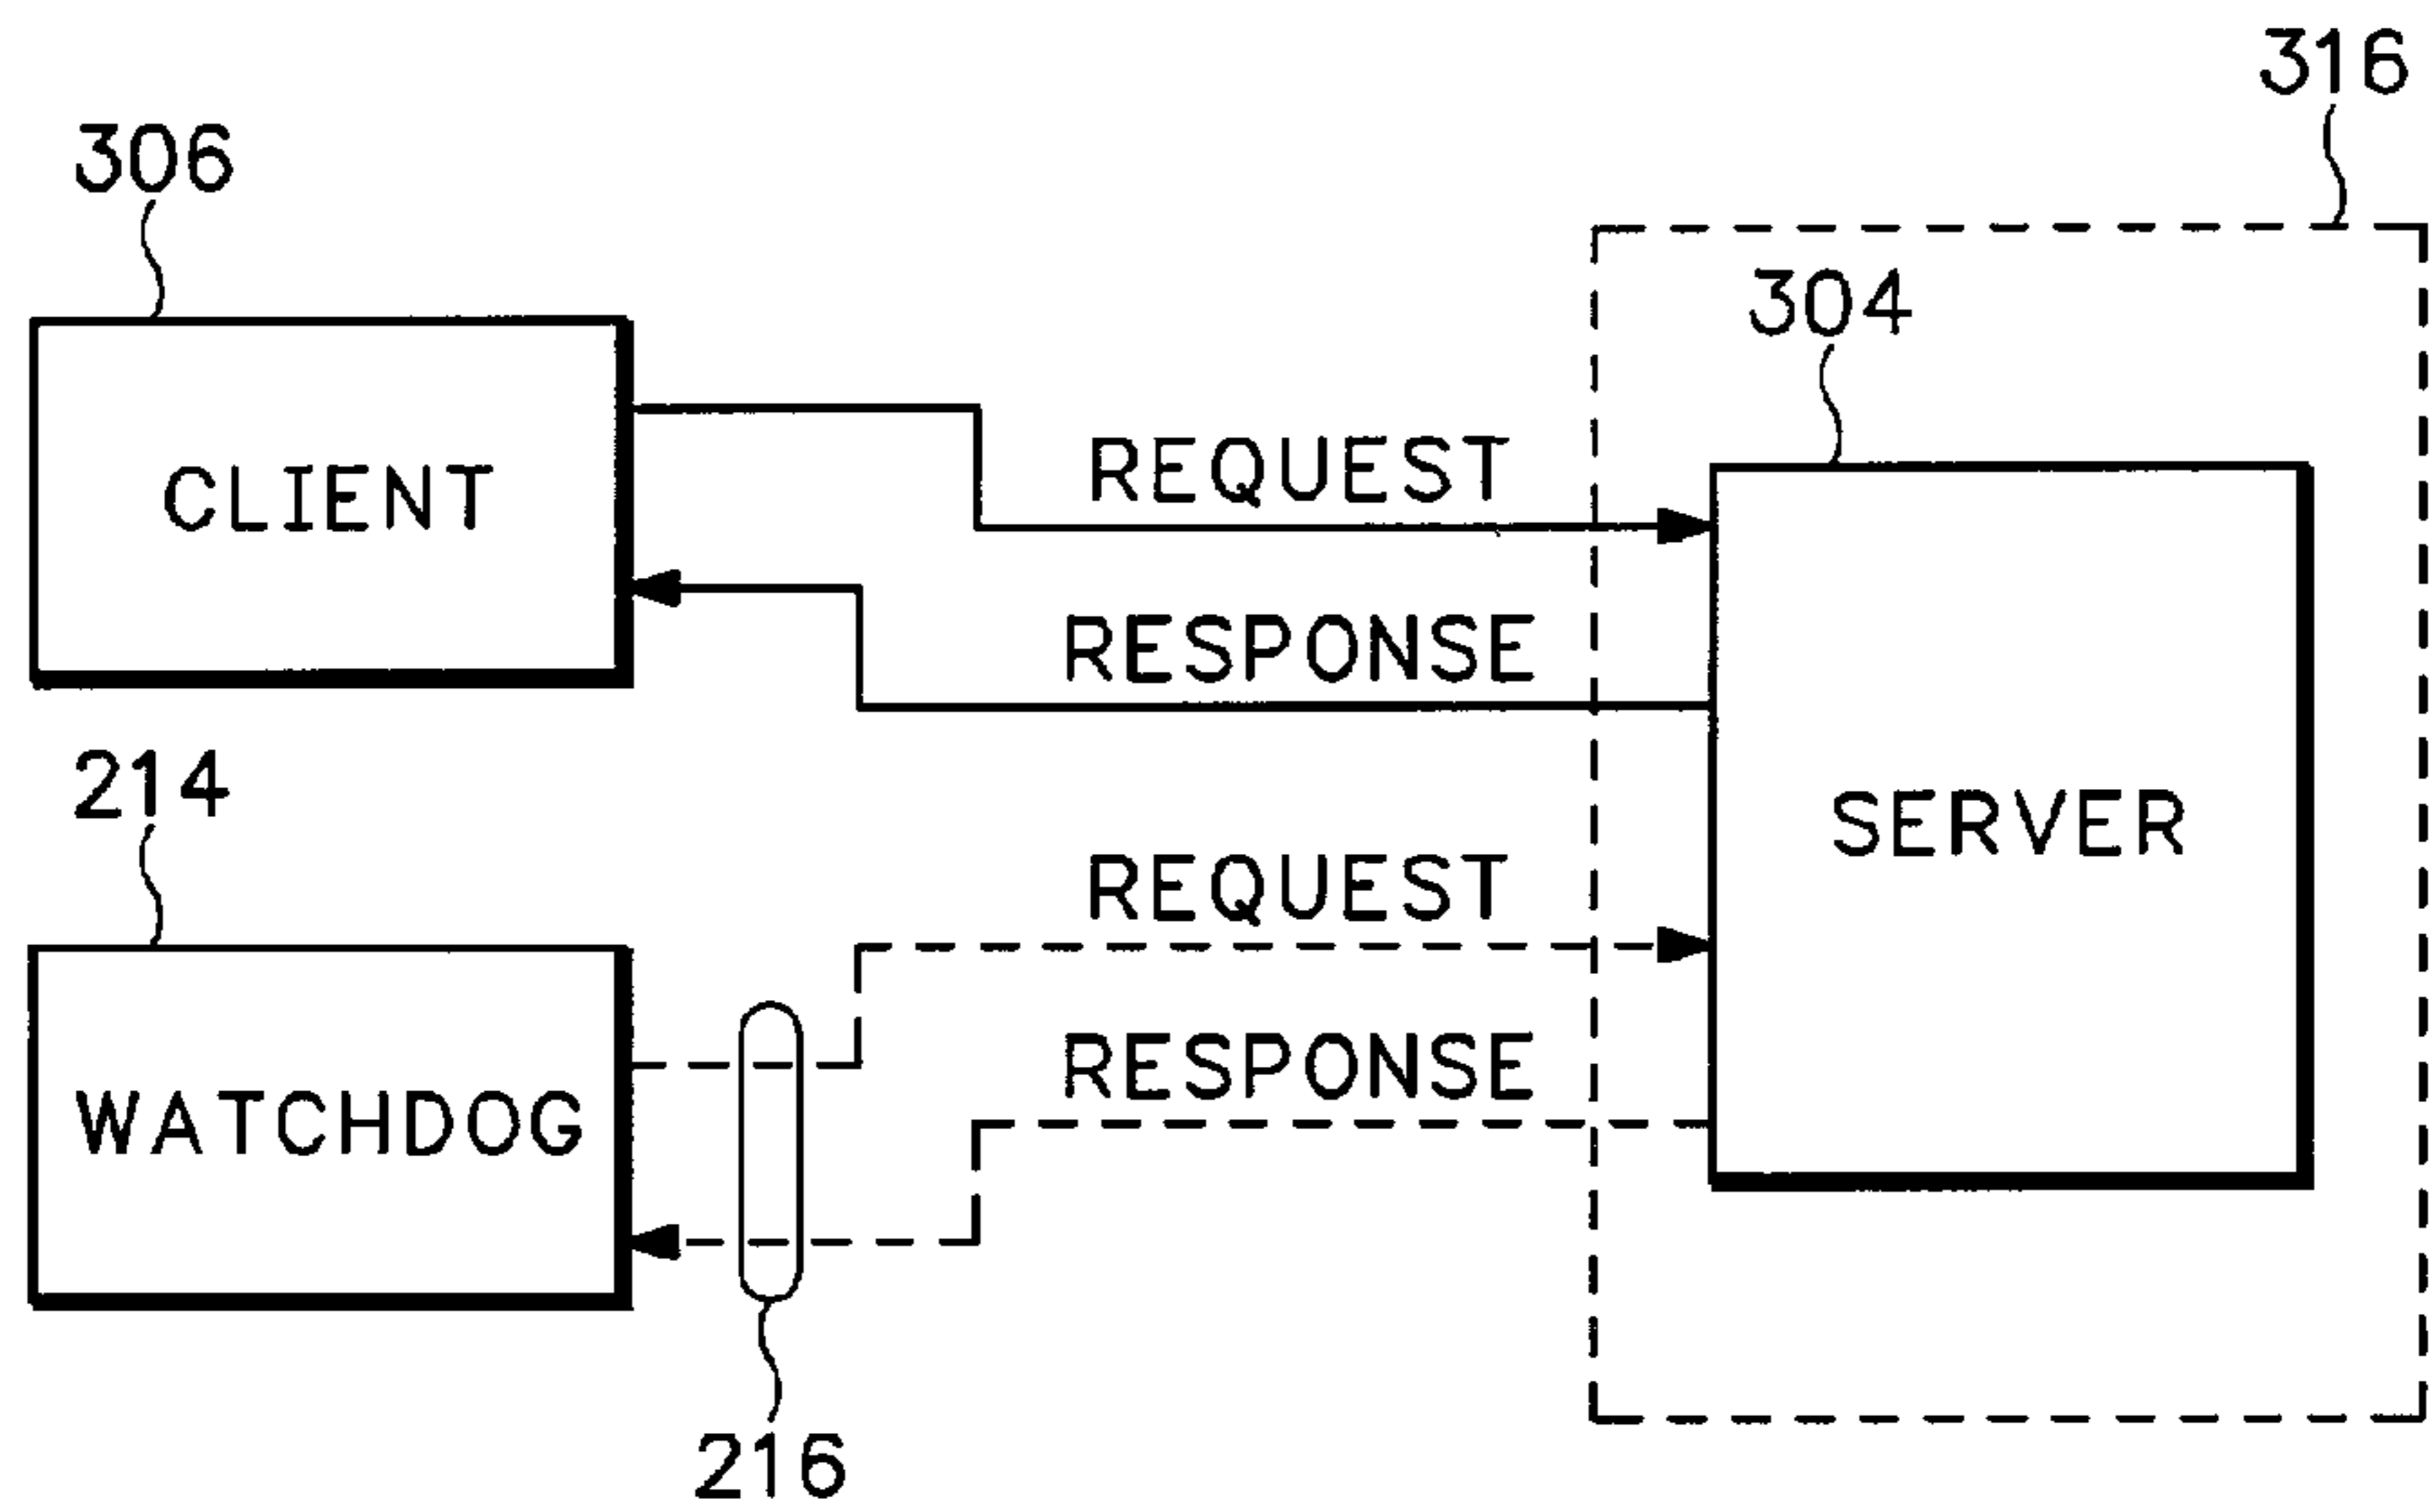 316
306
304
CLIENT
REQUEST
RESPONSE
214
SERVER
REQUEST
RESPONSE
WATCHDOG
216